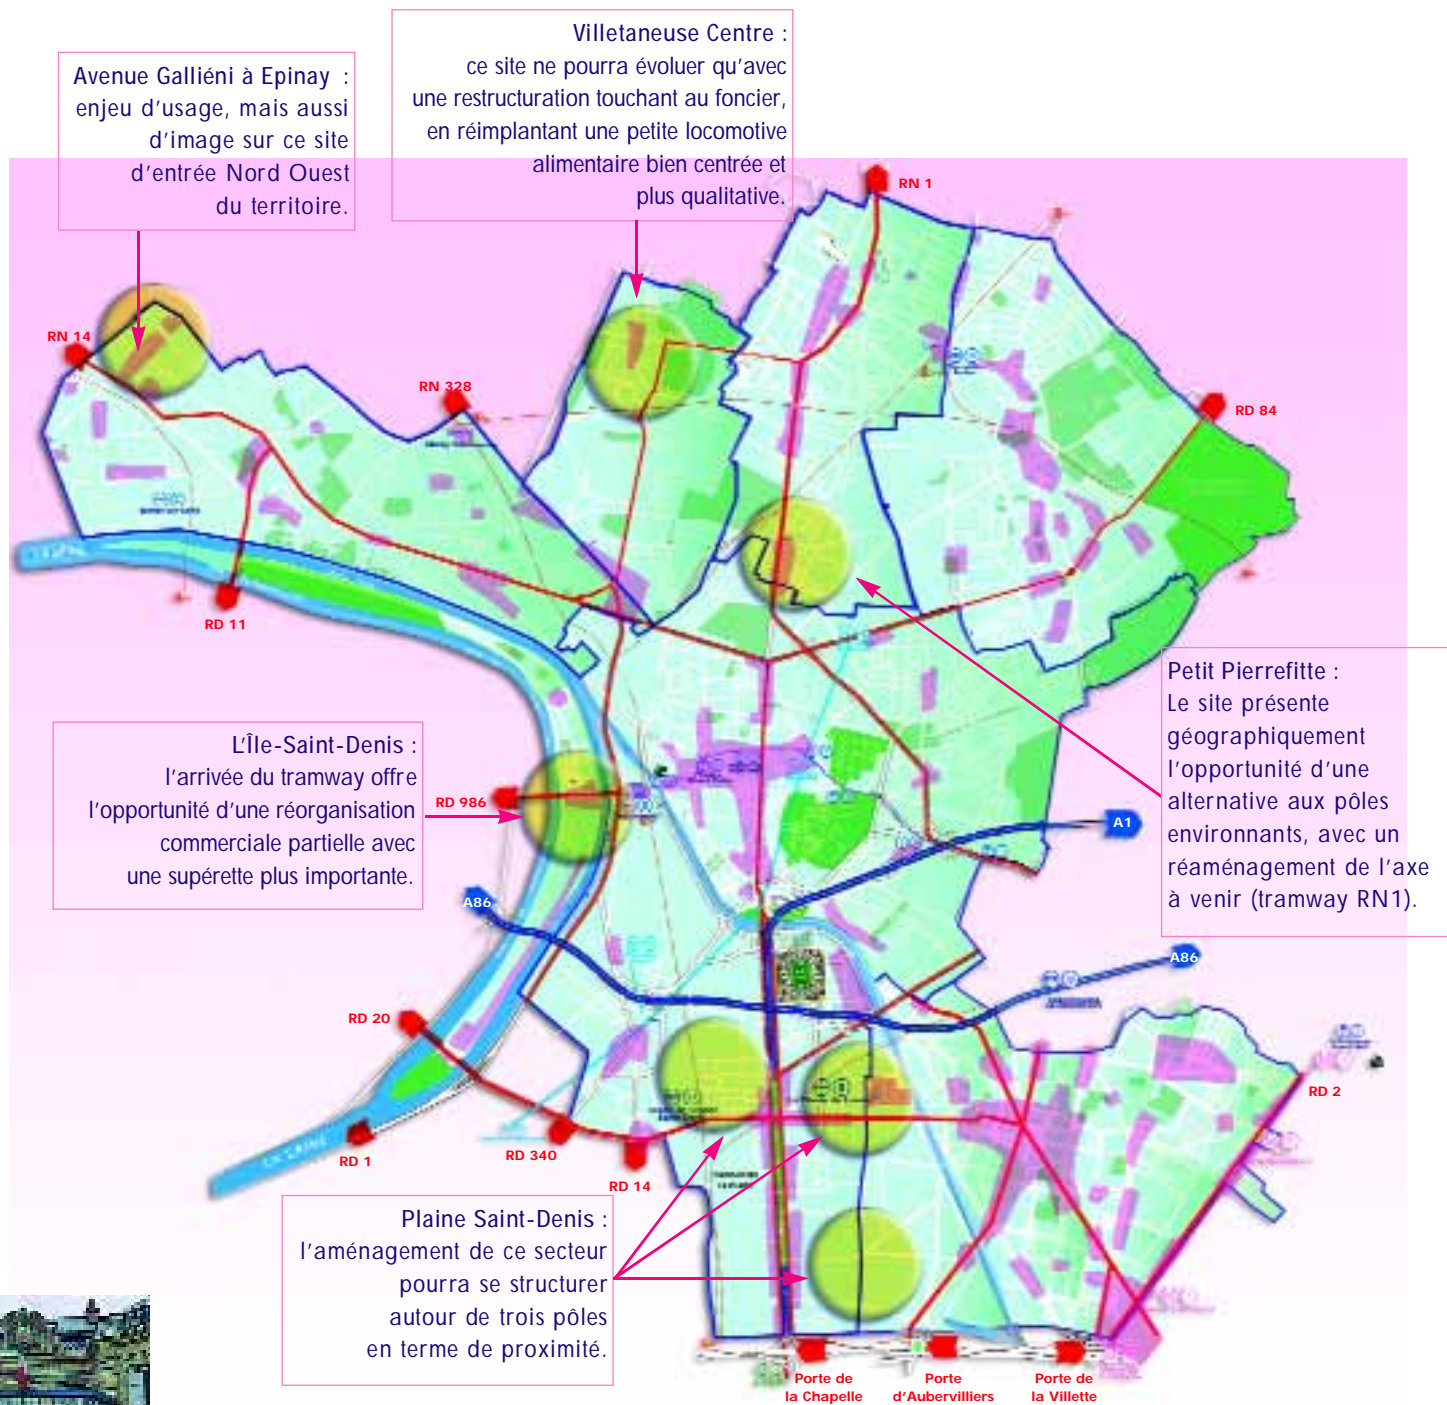 Avenue Galliéni à Epinay :
enjeu d'usage, mais aussi
d'image sur ce site
d'entrée Nord Ouest
du territoire.
Villetaneuse Centre :
ce site ne pourra évoluer qu'avec
une restructuration touchant au foncier,
en réimplantant une petite locomotive
alimentaire bien centrée et
plus qualitative.
RN 1
RN 14
RN 328
RD 84
RD 11
Petit Pierrefitte :
Le site présente
géographiquement
l'opportunité d'une
alternative aux pôles
environnants, avec un
réaménagement de l'axe
à venir (tramway RN1).
L'Île-Saint-Denis :
l'arrivée du tramway offre
l'opportunité d'une réorganisation
commerciale partielle avec
une supérette plus importante.
RD 986
A1
A86
A86
RD 20
RD 2
RD 1
RD 340
RD 14
LA SEINE
Plaine Saint-Denis :
l'aménagement de ce secteur
pourra se structurer
autour de trois pôles
en terme de proximité.
Porte de
la Chapelle
Porte
d'Aubervilliers
Porte de
la Villette